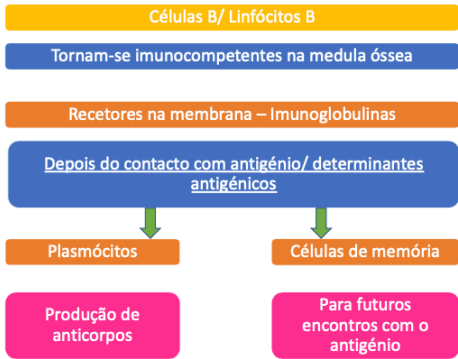 Células B/ Linfócitos B
Tornam-se imunocompetentes na medula óssea
Recetores na membrana – Imunoglobulinas
Depois do contacto com antigénio/ determinantes
antigénicos
Plasmócitos
Células de memória
Produção de
anticorpos
Para futuros
encontros com o
antigénio